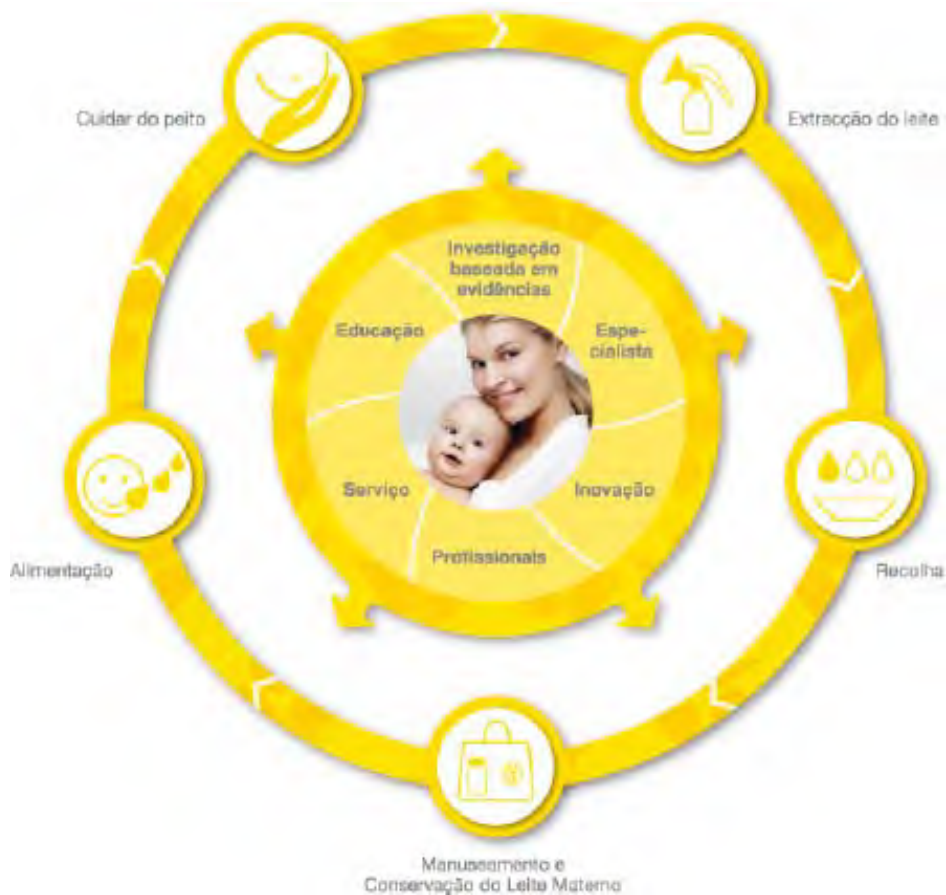 Cuidar do peito
Extracção do leite
Investigação
baseada em
evidências
Educação
Espe-
cialista
Serviço
Inovação
Profissionais
Alimentação
Recolha
Manuseamento e
Conservação do Leite Materno